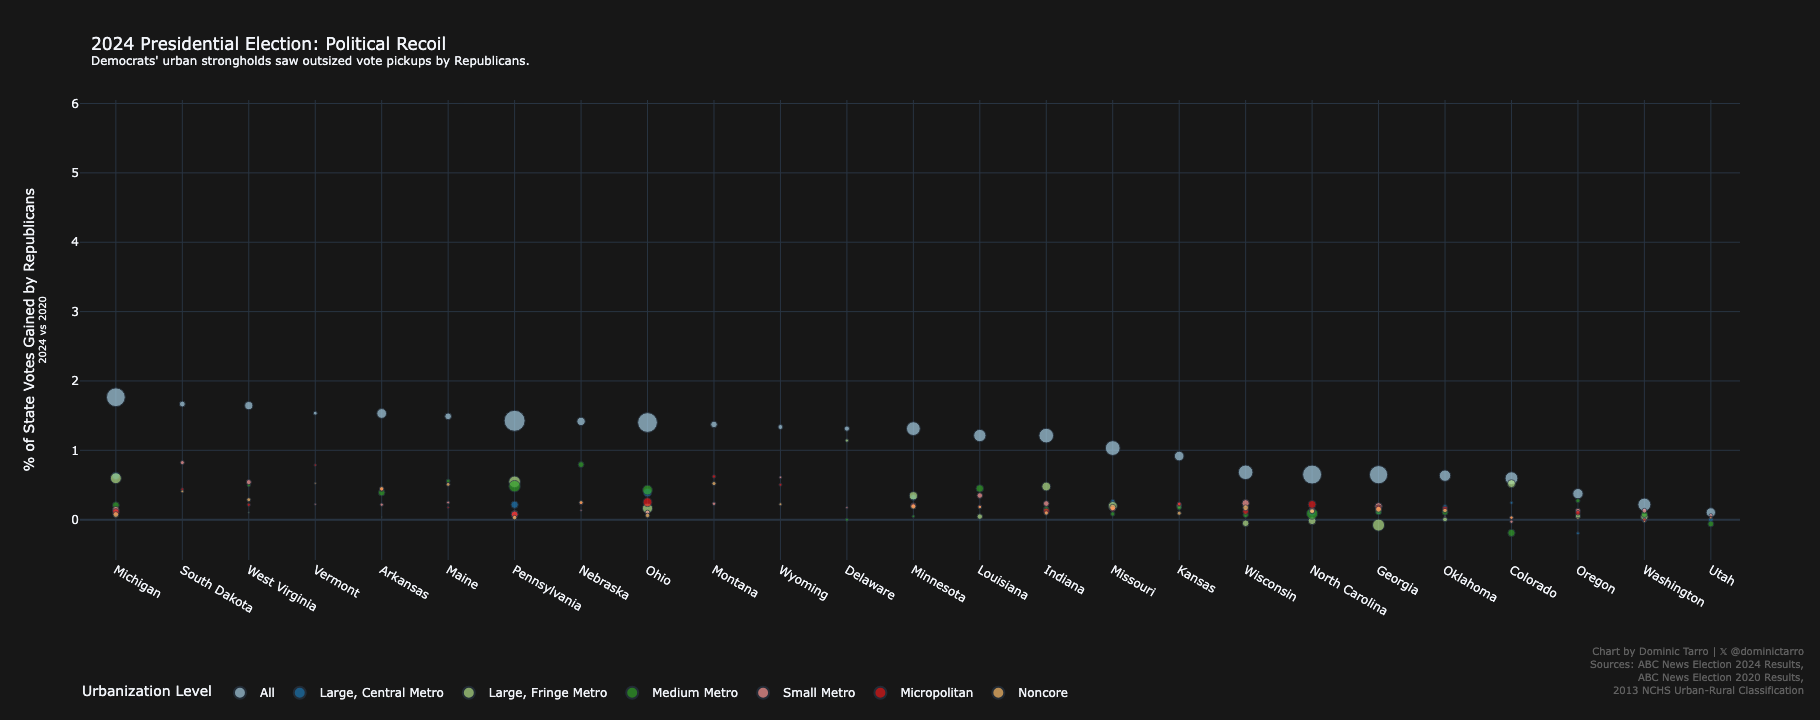 2024 Presidential Election: Political Recoil
Democrats' urban strongholds saw outsized vote pickups by Republicans.
% of State Votes Gained by Republicans
2024 vs 2020
6
5
4
3
2
1
0
Michigan
South Dakota
West Virginia
Vermont
Arkansas
Maine
Pennsylvania
Nebraska
Ohio
Montana
Wyoming
Delaware
Minnesota
Louisiana
Indiana
Missouri
Kansas
Wisconsin
North Carolina
Georgia
Oklahoma
Colorado
Oregon
Washington
Utah
Chart by Dominic Tarro | 𝕏 @dominictarro
Sources: ABC News Election 2024 Results,
ABC News Election 2020 Results,
2013 NCHS Urban-Rural Classification
Urbanization Level All Large, Central Metro Large, Fringe Metro Medium Metro Small Metro Micropolitan Noncore